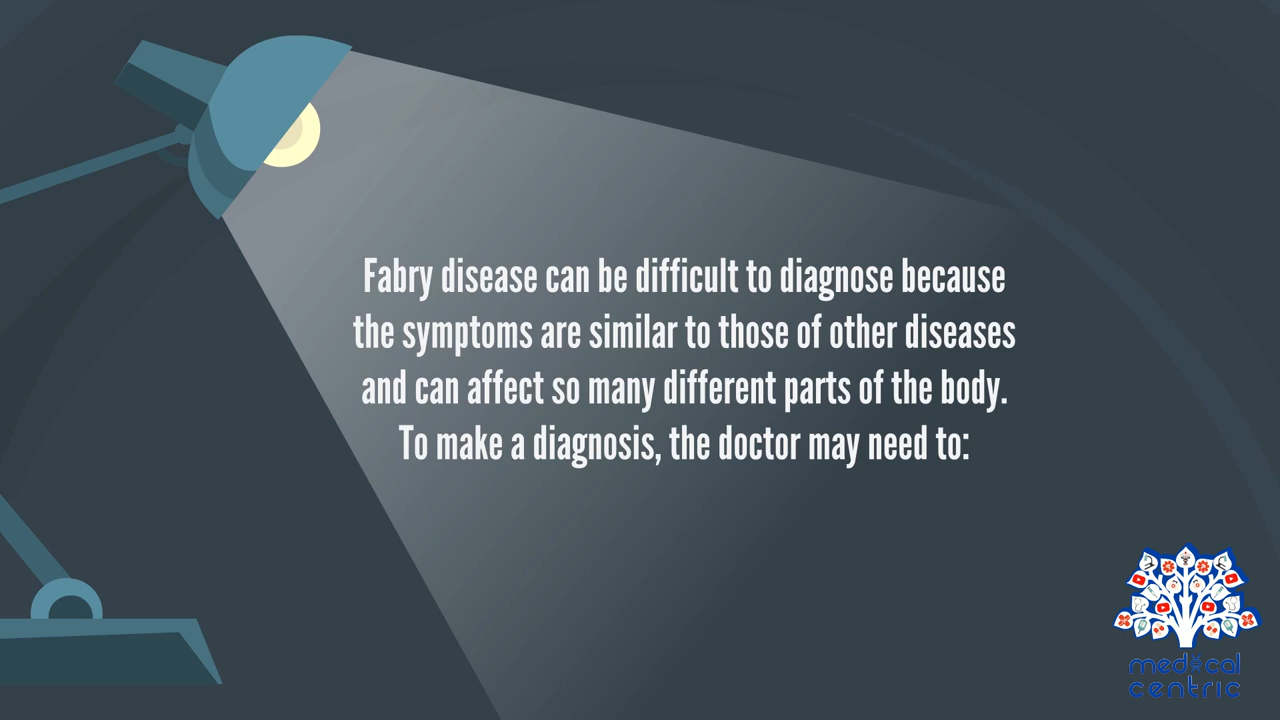 Fabry disease can be difficult to diagnose because
the symptoms are similar to those of other diseases
and can affect so many different parts of the body.
To make a diagnosis, the doctor may need to:
medical
centric